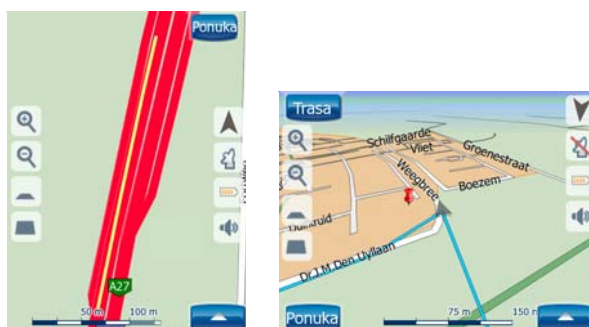 Ponuka
A27
50 m 100 m
Trasa
Schilfgaarde
Vliet
Groenestraat
Weegbree
Boezem
Dr.J.M.Den Uyllaan
Ponuka
75 m 150 m